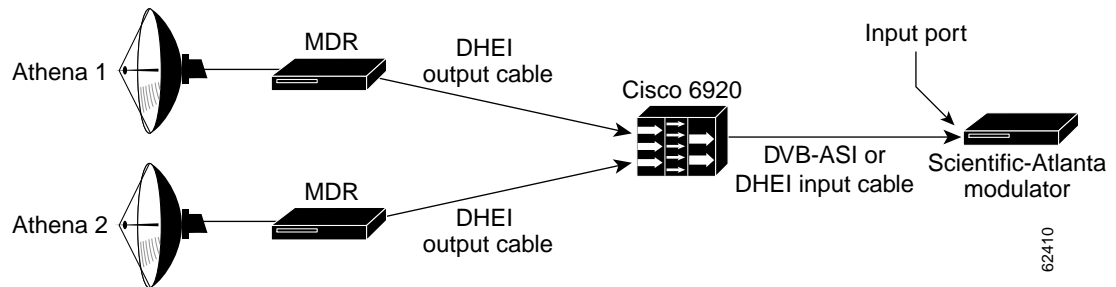 Athena 1
MDR
DHEI
output cable
Cisco 6920
Input port
DVB-ASI or
DHEI input cable
Scientific-Atlanta
modulator
Athena 2
MDR
DHEI
output cable
62410